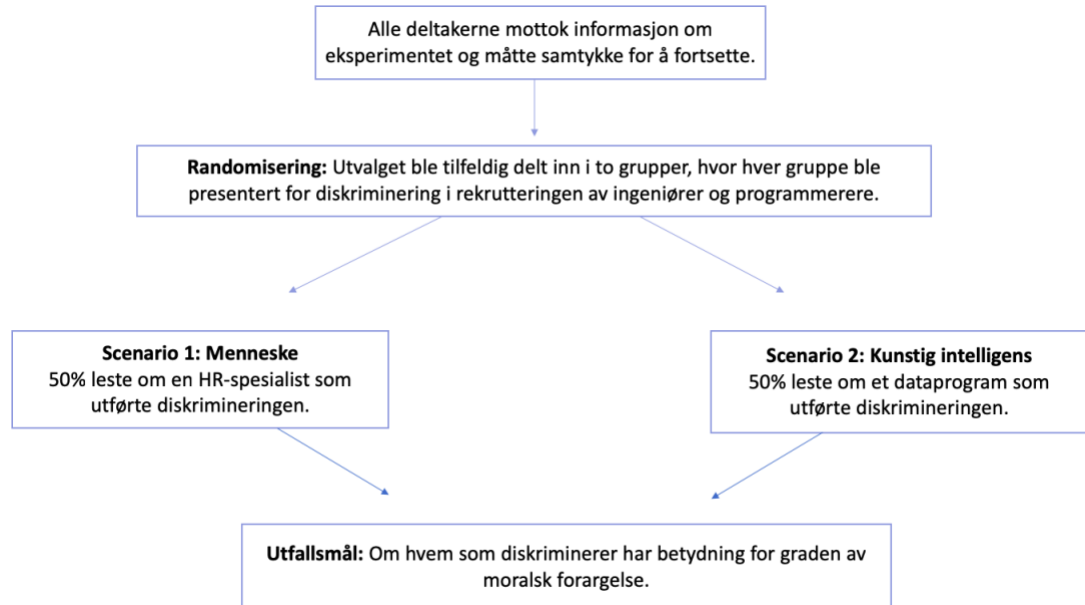 Alle deltakerne mottok informasjon om
eksperimentet og måtte samtykke for å fortsette.
Randomisering: Utvalget ble tilfeldig delt inn i to grupper, hvor hver gruppe ble
presentert for diskriminering i rekrutteringen av ingeniører og programmerere.
Scenario 1: Menneske
50% leste om en HR-spesialist som
utførte diskrimineringen.
Scenario 2: Kunstig intelligens
50% leste om et dataprogram som
utførte diskrimineringen.
Utfallsmål: Om hvem som diskriminerer har betydning for graden av
moralsk forargelse.